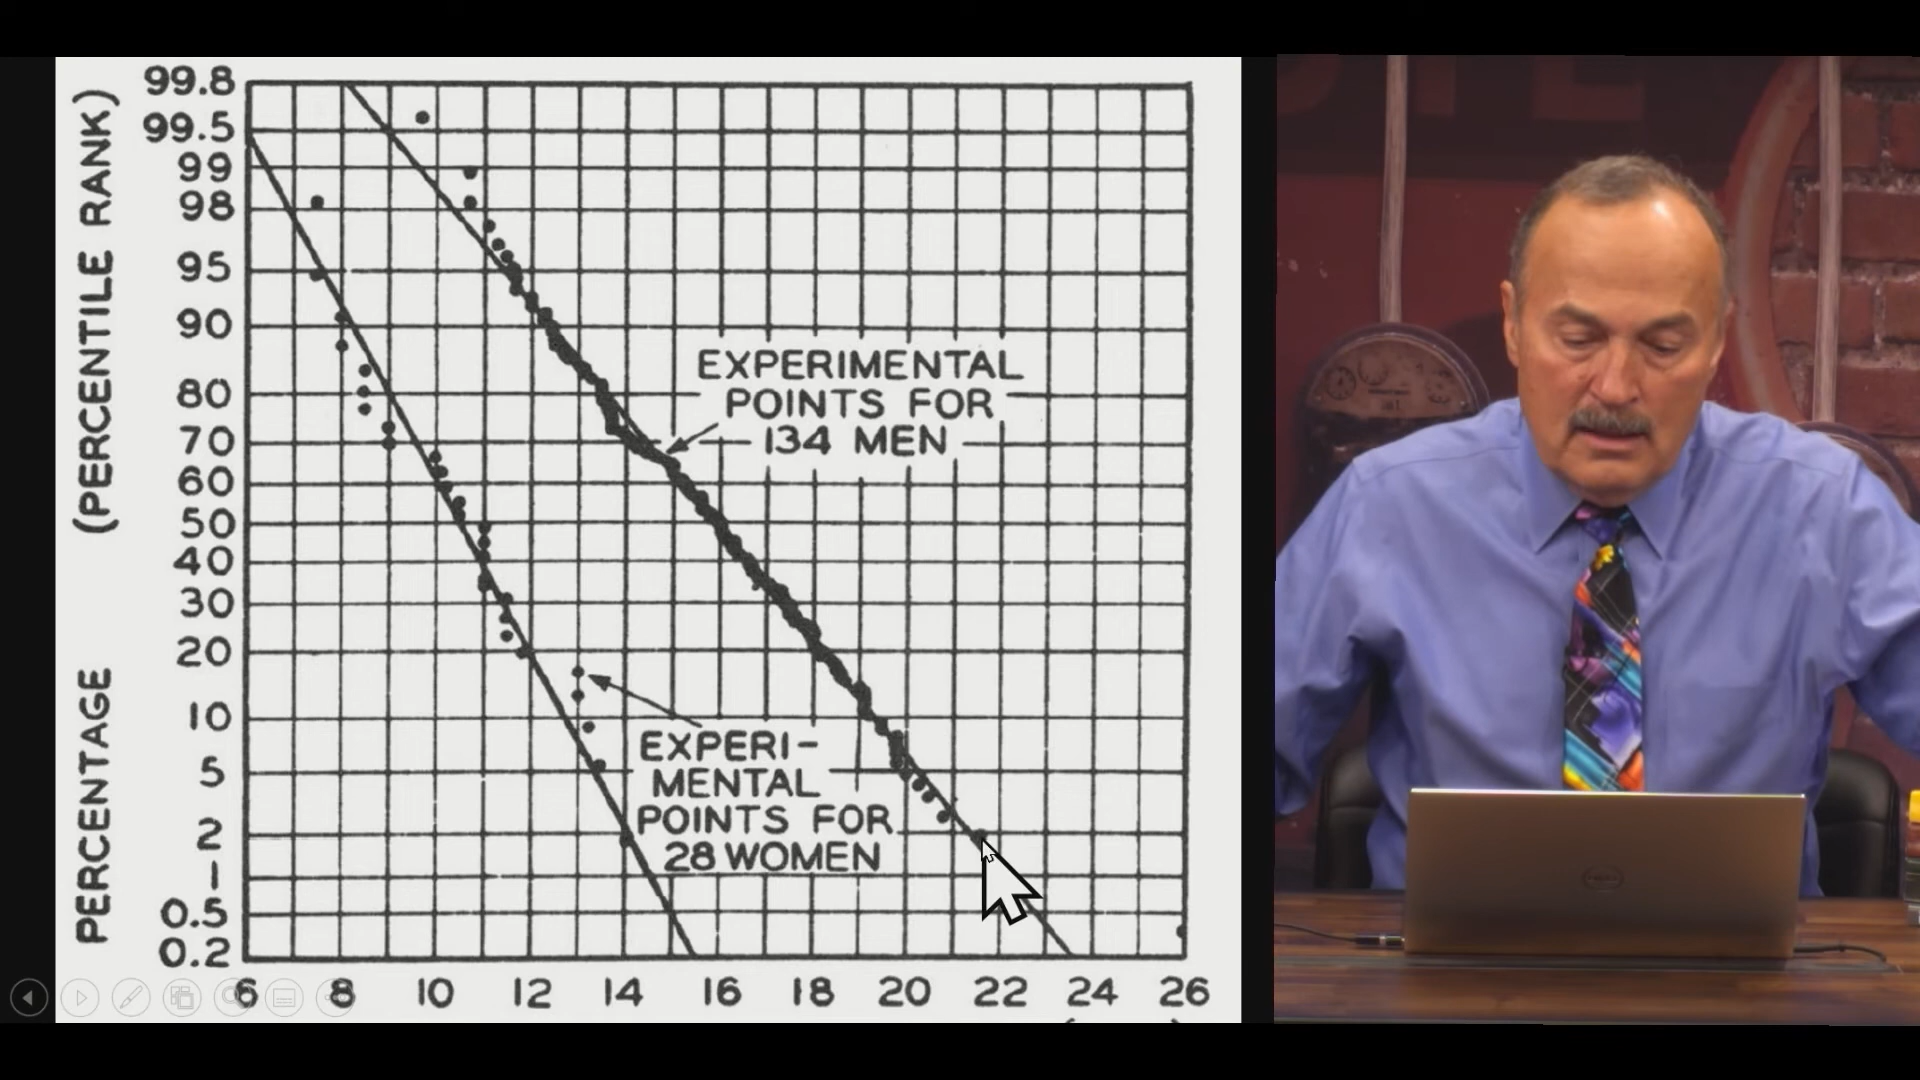 PERCENTAGE (PERCENTILE RANK)
99.8
99.5
99
98
95
90
80
70
60
50
40
30
20
10
5
2
1
0.5
0.2
EXPERIMENTAL
POINTS FOR
134 MEN
EXPERI-
MENTAL
POINTS FOR
28 WOMEN
6 8 10 12 14 16 18 20 22 24 26